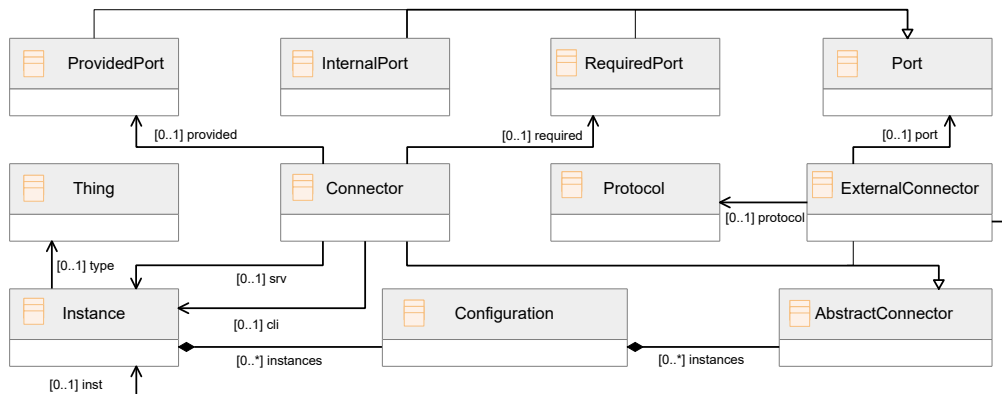 ProvidedPort
InternalPort
RequiredPort
Port
[0..1] provided
[0..1] required
[0..1] port
Thing
Connector
Protocol
ExternalConnector
[0..1] protocol
[0..1] type
[0..1] srv
Instance
Configuration
AbstractConnector
[0..1] cli
[0..*] instances
[0..*] instances
[0..1] inst